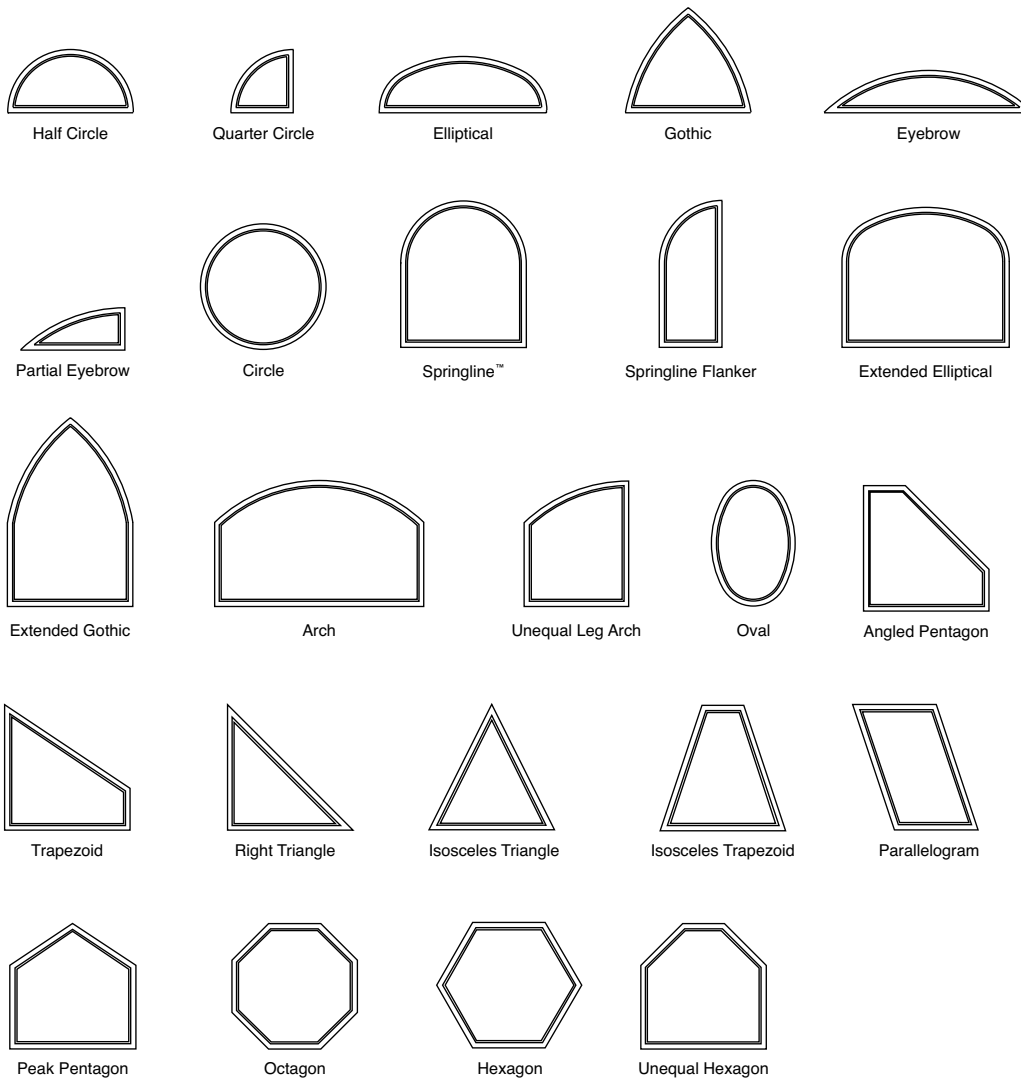 Half Circle
Quarter Circle
Elliptical
Gothic
Eyebrow
Partial Eyebrow
Circle
Springline™
Springline Flanker
Extended Elliptical
Extended Gothic
Arch
Unequal Leg Arch
Oval
Angled Pentagon
Trapezoid
Right Triangle
Isosceles Triangle
Isosceles Trapezoid
Parallelogram
Peak Pentagon
Octagon
Hexagon
Unequal Hexagon